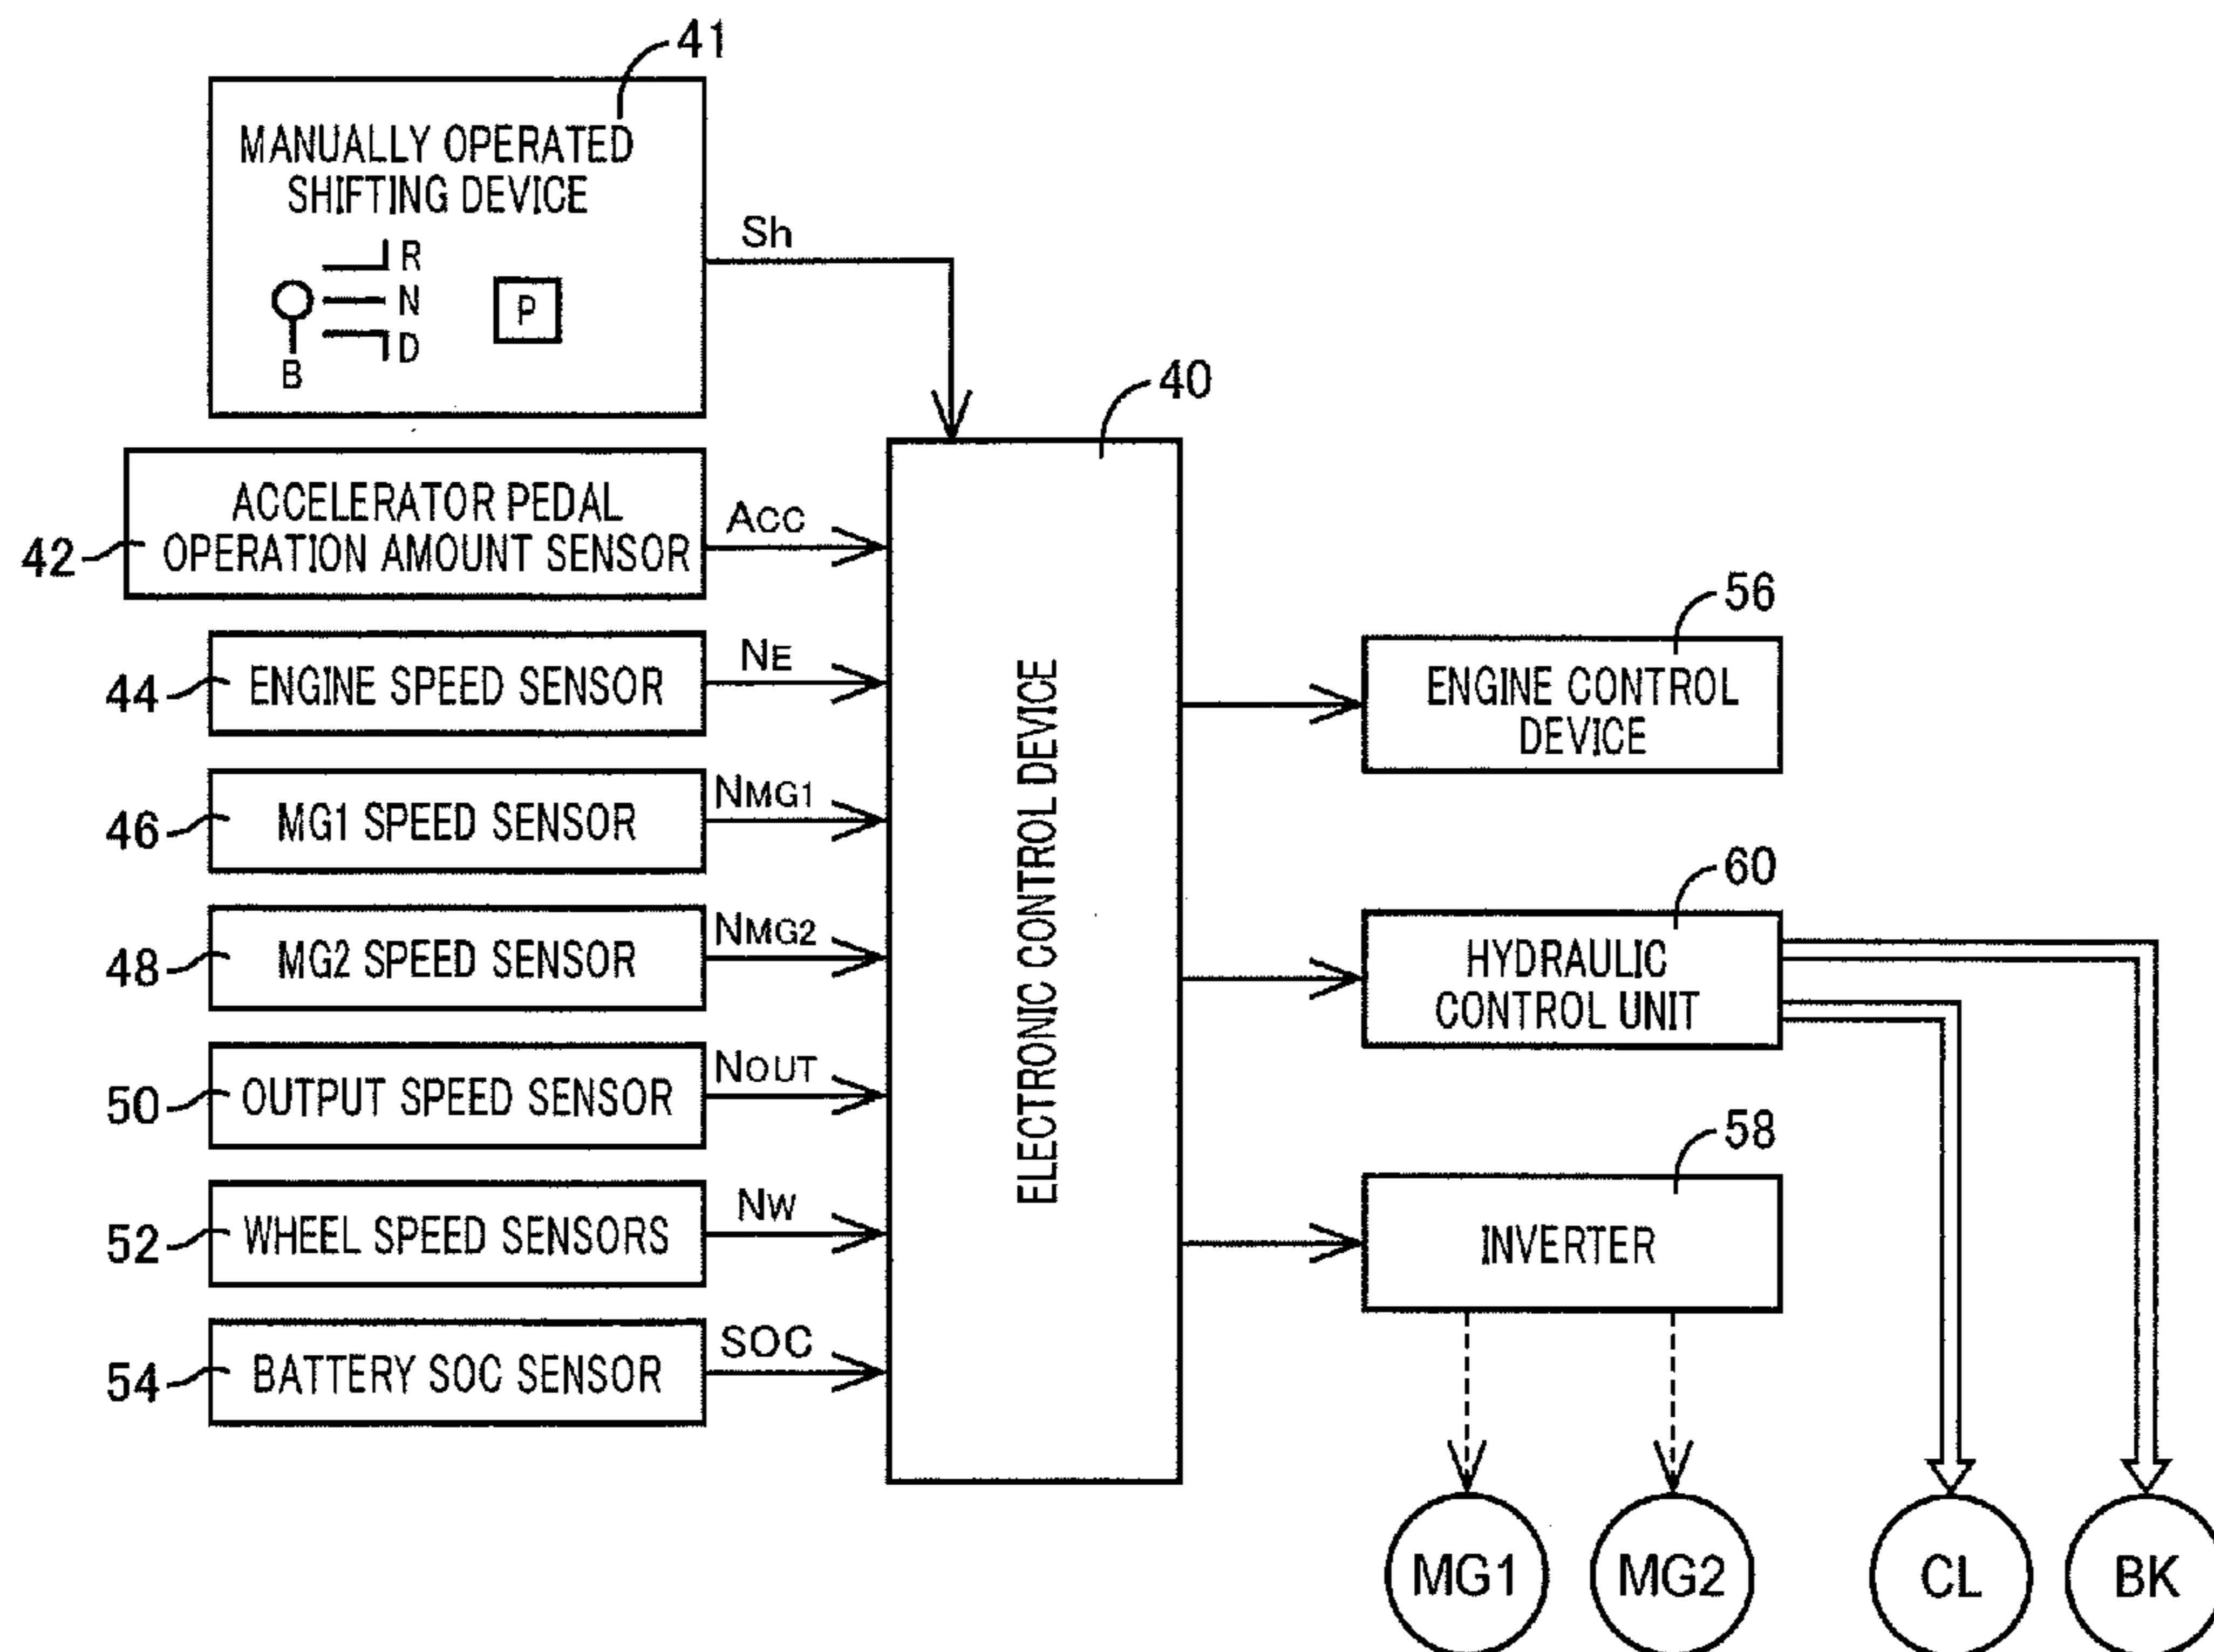 41
MANUALLY OPERATED
SHIFTING DEVICE
R
N
D
B
P
Sh
40
42
ACCELERATOR PEDAL
OPERATION AMOUNT SENSOR
ACC
44
ENGINE SPEED SENSOR
NE
46
MG1 SPEED SENSOR
NMG1
48
MG2 SPEED SENSOR
NMG2
50
OUTPUT SPEED SENSOR
NOUT
52
WHEEL SPEED SENSORS
NW
54
BATTERY SOC SENSOR
SOC
ELECTRONIC CONTROL DEVICE
56
ENGINE CONTROL
DEVICE
60
HYDRAULIC
CONTROL UNIT
58
INVERTER
MG1
MG2
CL
BK